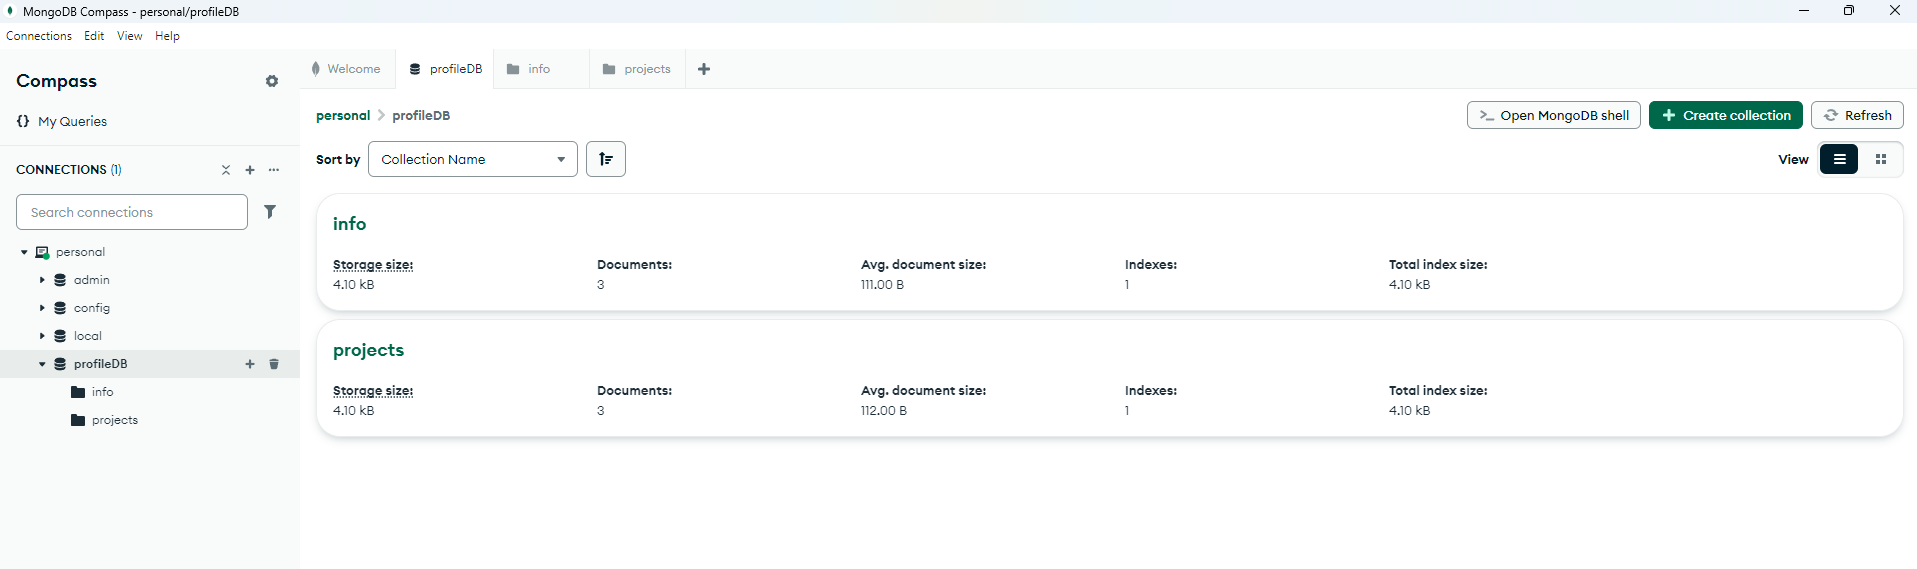 MongoDB Compass - personal/profileDB
Connections Edit View Help
Compass
{} My Queries
CONNECTIONS (1)
Search connections
personal
admin
config
local
profileDB
info
projects
Welcome profileDB info projects
personal > profileDB
>_ Open MongoDB shell + Create collection Refresh
Sort by Collection Name View
info
Storage size: Documents: Avg. document size: Indexes: Total index size:
4.10 kB 3 111.00 B 1 4.10 kB
projects
Storage size: Documents: Avg. document size: Indexes: Total index size:
4.10 kB 3 112.00 B 1 4.10 kB